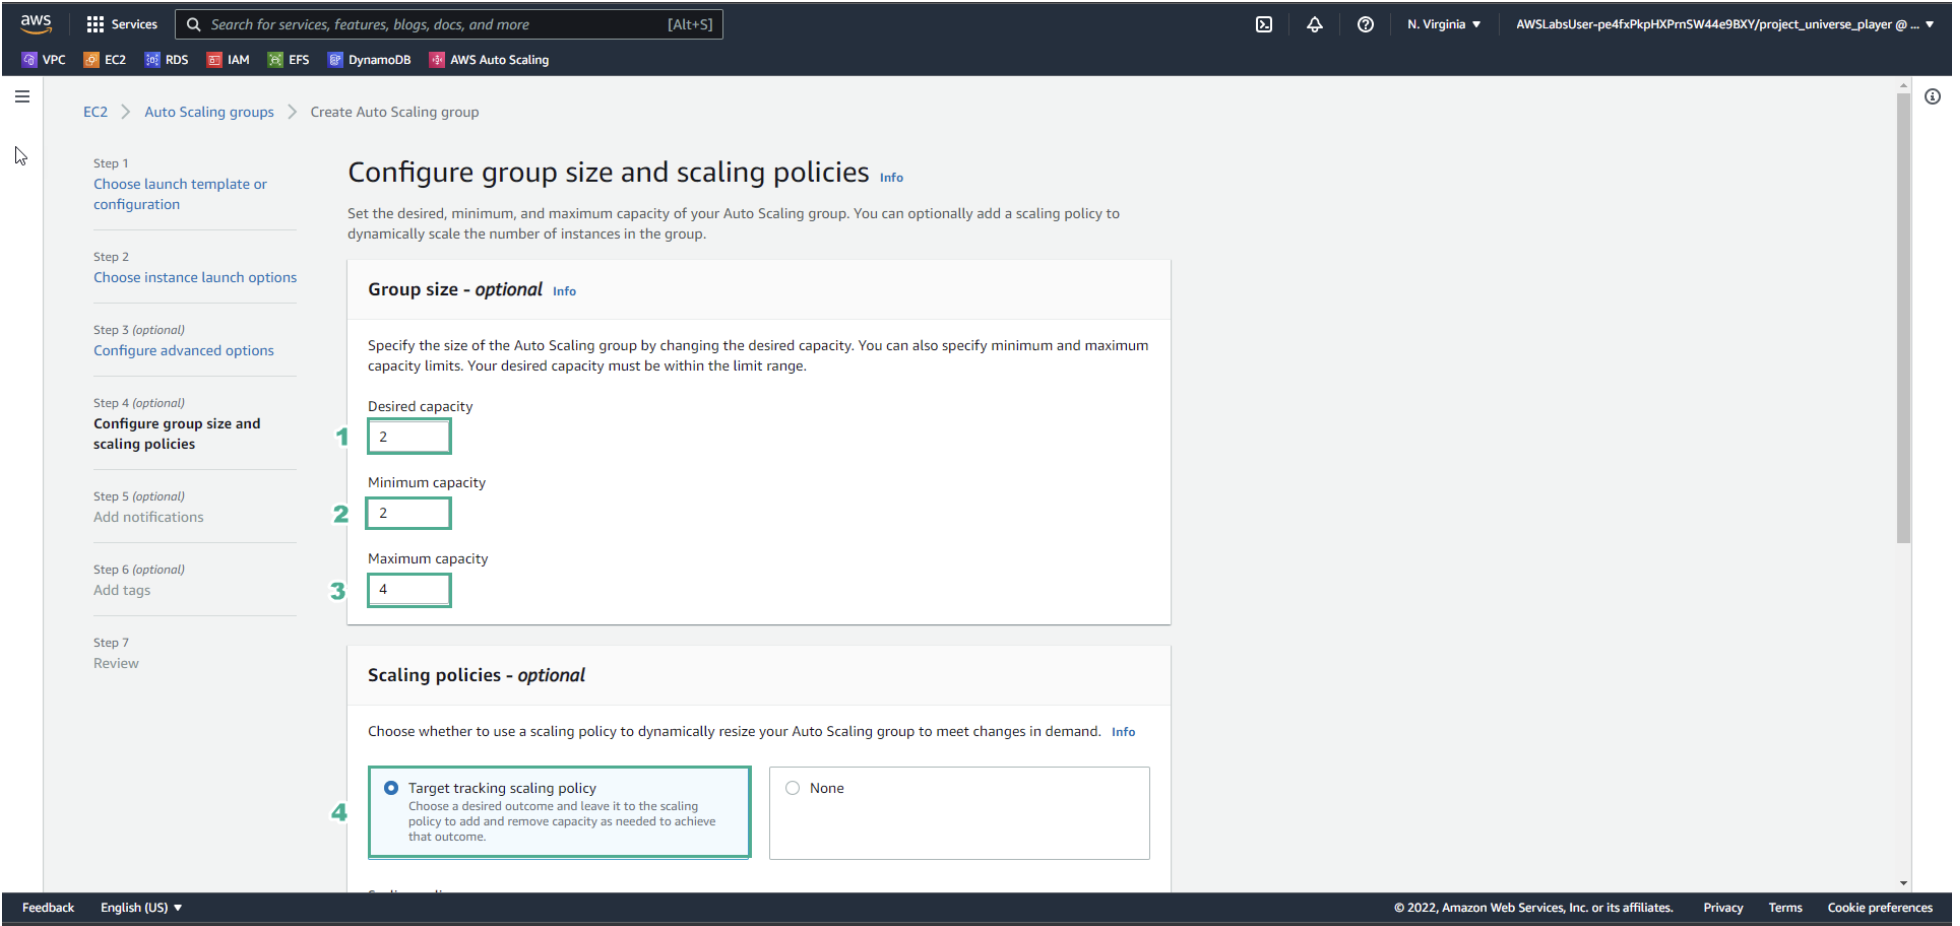 aws
Services
Search for services, features, blogs, docs, and more
[Alt+S]
N. Virginia
AWSLabsUser-pe4fxPkpHXPrnSW44e9BXY/project_universe_player @ ...
VPC
EC2
RDS
IAM
EFS
DynamoDB
AWS Auto Scaling
EC2
Auto Scaling groups
Create Auto Scaling group
Step 1
Choose launch template or
configuration
Step 2
Choose instance launch options
Step 3 (optional)
Configure advanced options
Step 4 (optional)
Configure group size and
scaling policies
Step 5 (optional)
Add notifications
Step 6 (optional)
Add tags
Step 7
Review
Configure group size and scaling policies Info
Set the desired, minimum, and maximum capacity of your Auto Scaling group. You can optionally add a scaling policy to
dynamically scale the number of instances in the group.
Group size - optional Info
Specify the size of the Auto Scaling group by changing the desired capacity. You can also specify minimum and maximum
capacity limits. Your desired capacity must be within the limit range.
Desired capacity
1
2
Minimum capacity
2
2
Maximum capacity
3
4
Scaling policies - optional
Choose whether to use a scaling policy to dynamically resize your Auto Scaling group to meet changes in demand. Info
4
Target tracking scaling policy
Choose a desired outcome and leave it to the scaling
policy to add and remove capacity as needed to achieve
that outcome.
None
Feedback
English (US)
© 2022, Amazon Web Services, Inc. or its affiliates.
Privacy
Terms
Cookie preferences